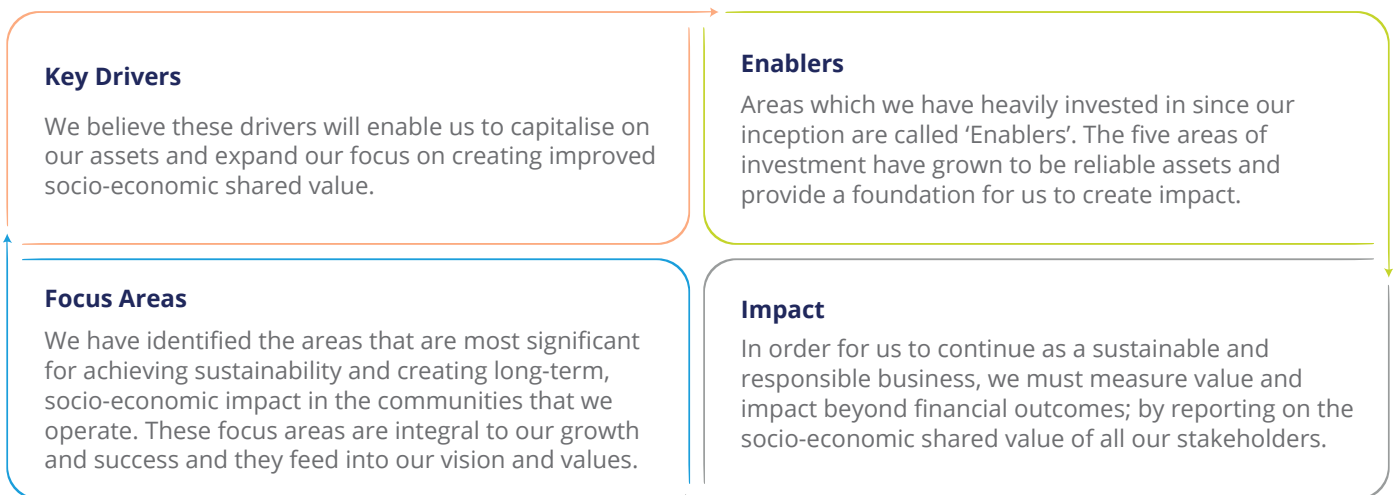 Key Drivers
We believe these drivers will enable us to capitalise on
our assets and expand our focus on creating improved
socio-economic shared value.
Enablers
Areas which we have heavily invested in since our
inception are called ‘Enablers’. The five areas of
investment have grown to be reliable assets and
provide a foundation for us to create impact.
Focus Areas
We have identified the areas that are most significant
for achieving sustainability and creating long-term,
socio-economic impact in the communities that we
operate. These focus areas are integral to our growth
and success and they feed into our vision and values.
Impact
In order for us to continue as a sustainable and
responsible business, we must measure value and
impact beyond financial outcomes; by reporting on the
socio-economic shared value of all our stakeholders.